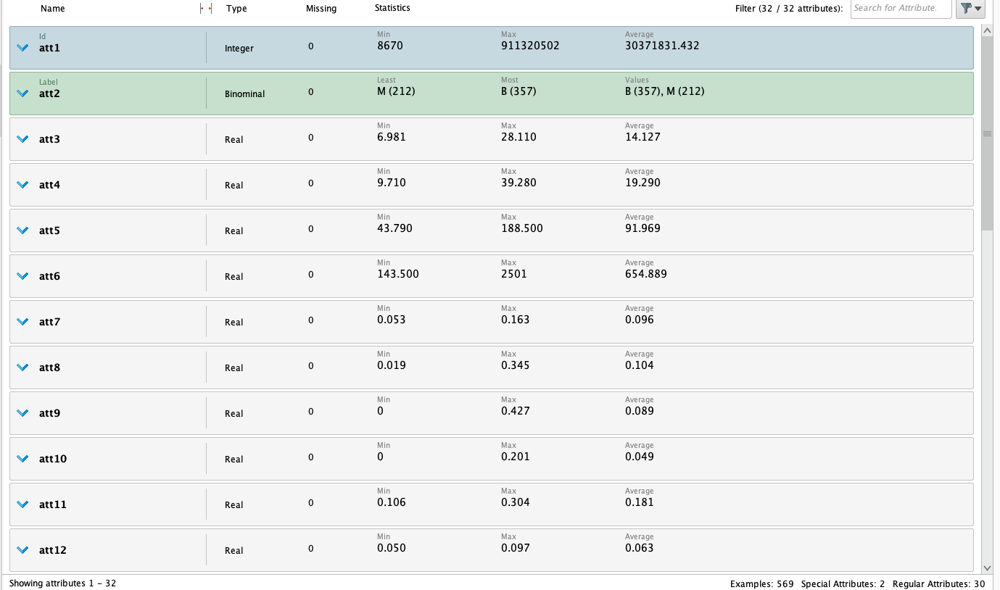 Name Type Missing Statistics Filter (32 / 32 attributes): Search for Attribute.
Id Min Max Average
att1 Integer 0 8670 911320502 30371831.432
Label Least Most Values
att2 Binominal 0 M (212) B (357) B (357), M (212)
Min Max Average
att3 Real 0 6.981 28.110 14.127
Min Max Average
att4 Real 0 9.710 39.280 19.290
Min Max Average
att5 Real 0 43.790 188.500 91.969
Min Max Average
att6 Real 0 143.500 2501 654.889
Min Max Average
att7 Real 0 0.053 0.163 0.096
Min Max Average
att8 Real 0 0.019 0.345 0.104
Min Max Average
att9 Real 0 0 0.427 0.089
Min Max Average
att10 Real 0 0 0.201 0.049
Min Max Average
att11 Real 0 0.106 0.304 0.181
Min Max Average
att12 Real 0 0.050 0.097 0.063
Showing attributes 1 – 32 Examples: 569 Special Attributes: 2 Regular Attributes: 30